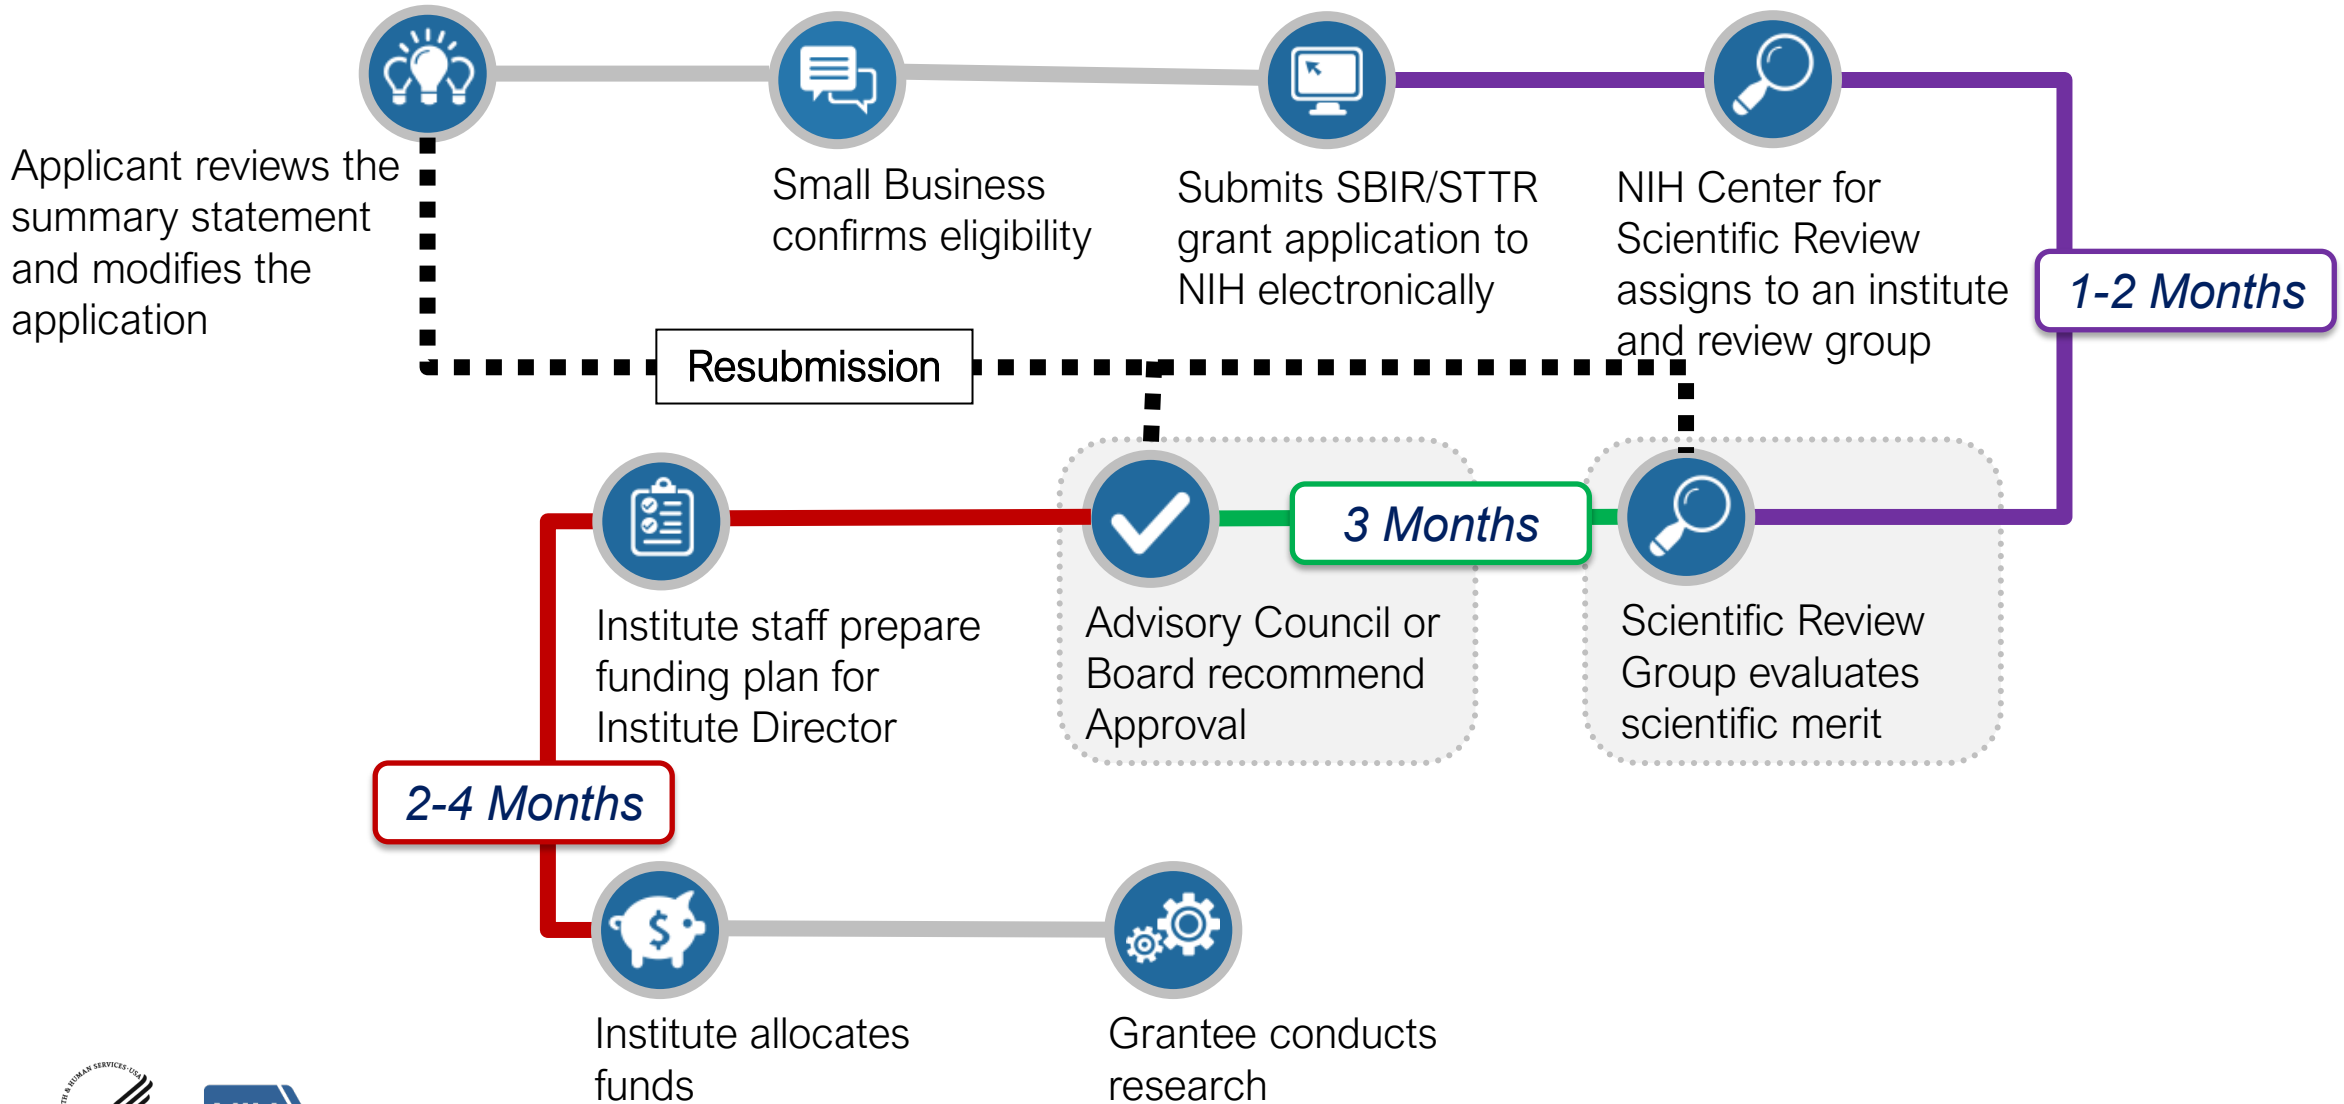 Applicant reviews the
summary statement
and modifies the
application
Small Business
confirms eligibility
Submits SBIR/STTR
grant application to
NIH electronically
NIH Center for
Scientific Review
assigns to an institute
and review group
1-2 Months
Resubmission
3 Months
Institute staff prepare
funding plan for
Institute Director
Advisory Council or
Board recommend
Approval
Scientific Review
Group evaluates
scientific merit
2-4 Months
$
Institute allocates
funds
Grantee conducts
research
HUMAN SERVICES·USA